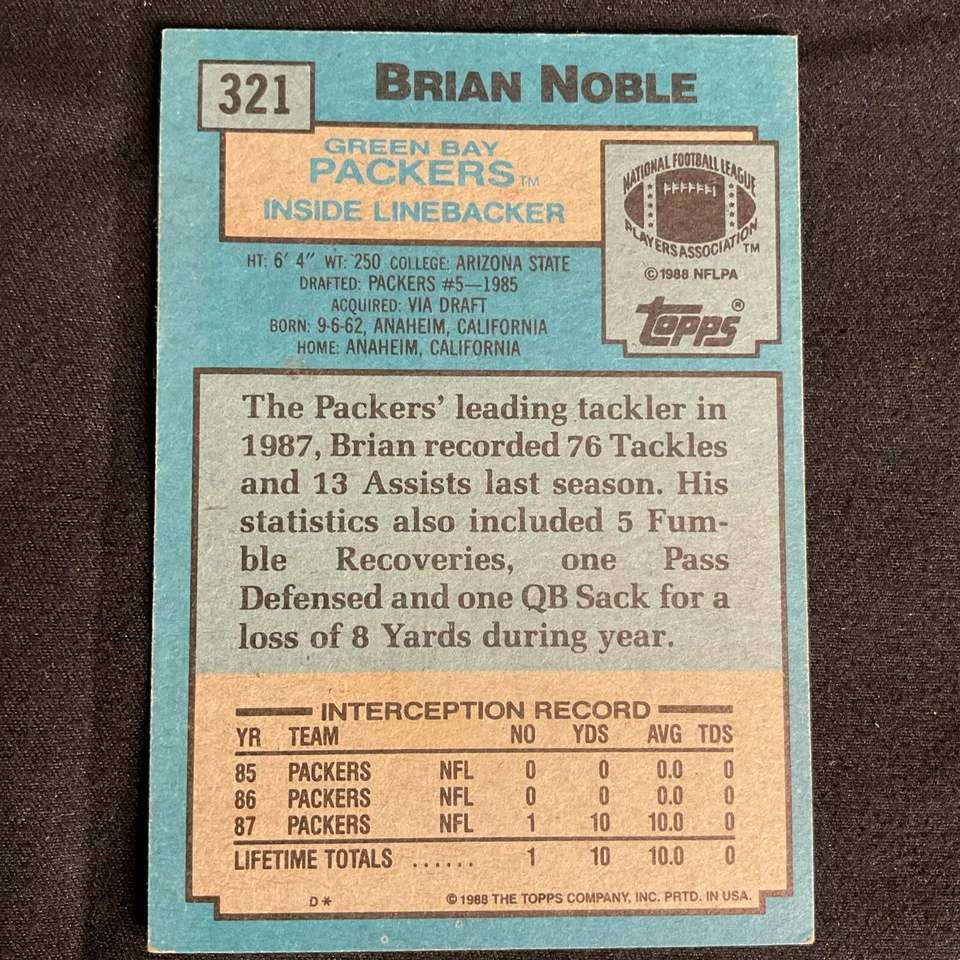 321
BRIAN NOBLE
GREEN BAY
PACKERS™
INSIDE LINEBACKER
NATIONAL FOOTBALL LEAGUE
PLAYERS ASSOCIATION™
©1988 NFLPA
topps®
HT: 6' 4" WT: 250 COLLEGE: ARIZONA STATE
DRAFTED: PACKERS #5—1985
ACQUIRED: VIA DRAFT
BORN: 9-6-62, ANAHEIM, CALIFORNIA
HOME: ANAHEIM, CALIFORNIA
The Packers' leading tackler in
1987, Brian recorded 76 Tackles
and 13 Assists last season. His
statistics also included 5 Fum-
ble Recoveries, one Pass
Defensed and one QB Sack for a
loss of 8 Yards during year.
INTERCEPTION RECORD
YR TEAM NO YDS AVG TDS
85 PACKERS NFL 0 0 0.0 0
86 PACKERS NFL 0 0 0.0 0
87 PACKERS NFL 1 10 10.0 0
LIFETIME TOTALS ...... 1 10 10.0 0
D* ©1988 THE TOPPS COMPANY, INC. PRTD. IN USA.